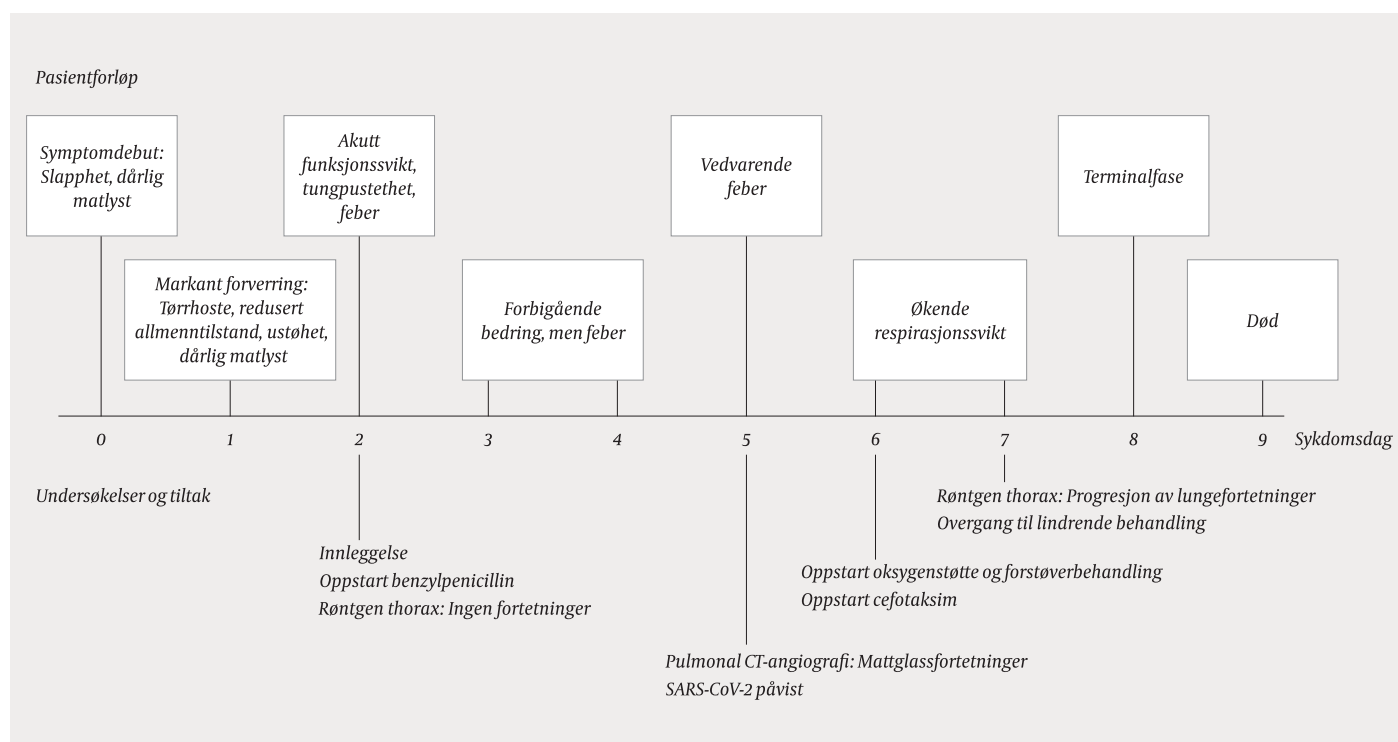 Pasientforløp
Symptomdebut:
Slapphet, dårlig
matlyst
Akutt
funksjonssvikt,
tungpustethet,
feber
Vedvarende
feber
Terminalfase
Markant forverring:
Tørrhoste, redusert
allmenntilstand, ustøhet,
dårlig matlyst
Forbigående
bedring, men feber
Økende
respirasjonssvikt
Død
0 1 2 3 4 5 6 7 8 9 Sykdomsdag
Undersøkelser og tiltak
Røntgen thorax: Progresjon av lungefortetninger
Overgang til lindrende behandling
Innleggelse
Oppstart benzylpenicillin
Røntgen thorax: Ingen fortetninger
Oppstart oksygenstøtte og forstøverbehandling
Oppstart cefotaksim
Pulmonal CT-angiografi: Mattglassfortetninger
SARS-CoV-2 påvist